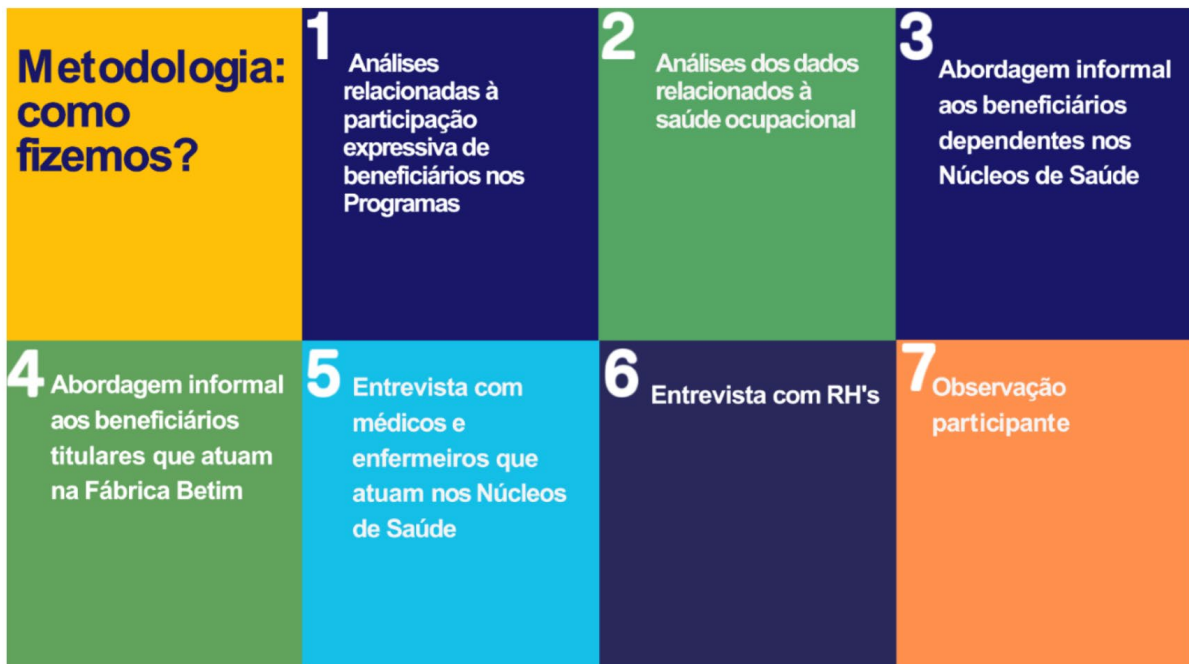 Metodologia:
como
fizemos?
1
Análises
relacionadas à
participação
expressiva de
beneficiários nos
Programas
2
Análises dos dados
relacionados à
saúde ocupacional
3
Abordagem informal
aos beneficiários
dependentes nos
Núcleos de Saúde
4
Abordagem informal
aos beneficiários
titulares que atuam
na Fábrica Betim
5
Entrevista com
médicos e
enfermeiros que
atuam nos Núcleos
de Saúde
6
Entrevista com RH's
7
Observação
participante